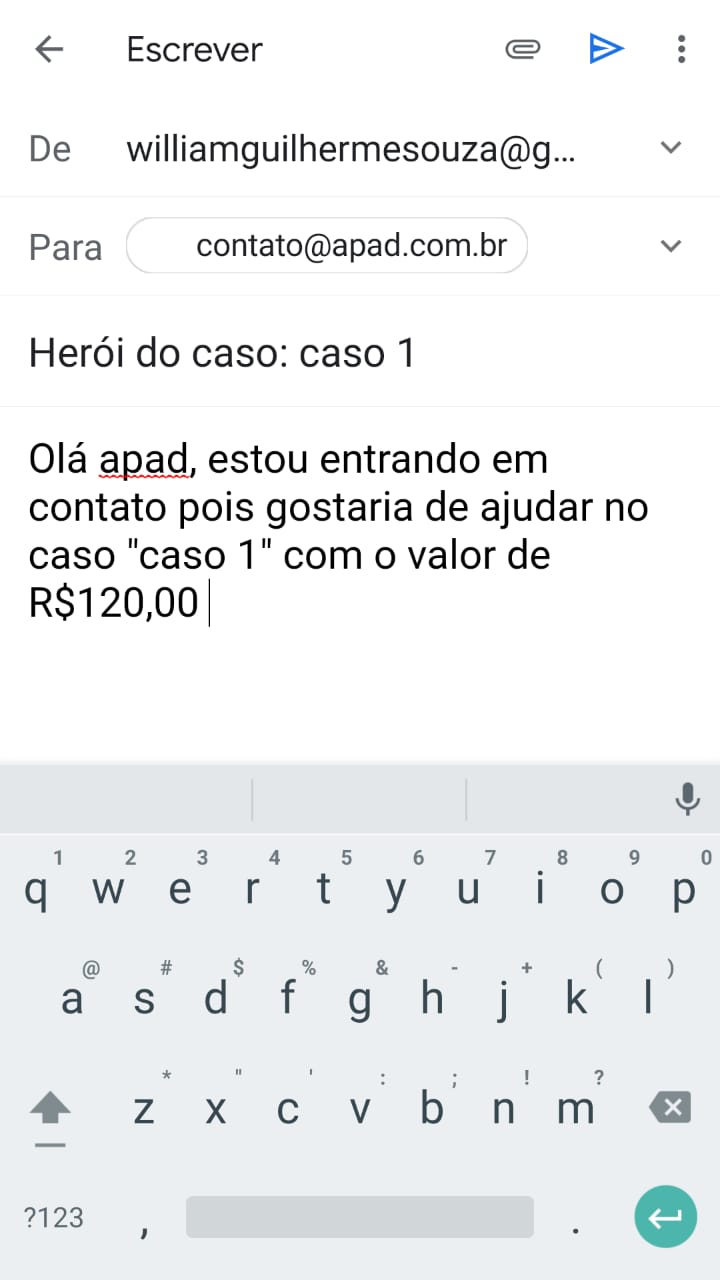 Escrever
De williamguilhermesouza@g...
Para contato@apad.com.br
Herói do caso: caso 1
Olá apad, estou entrando em
contato pois gostaria de ajudar no
caso "caso 1" com o valor de
R$120,00
1 2 3 4 5 6 7 8 9 0
q w e r t y u i o p
@ # $ % & - + ( )
a s d f g h j k l
* " ' : ; ! ?
z x c v b n m
?123 , .